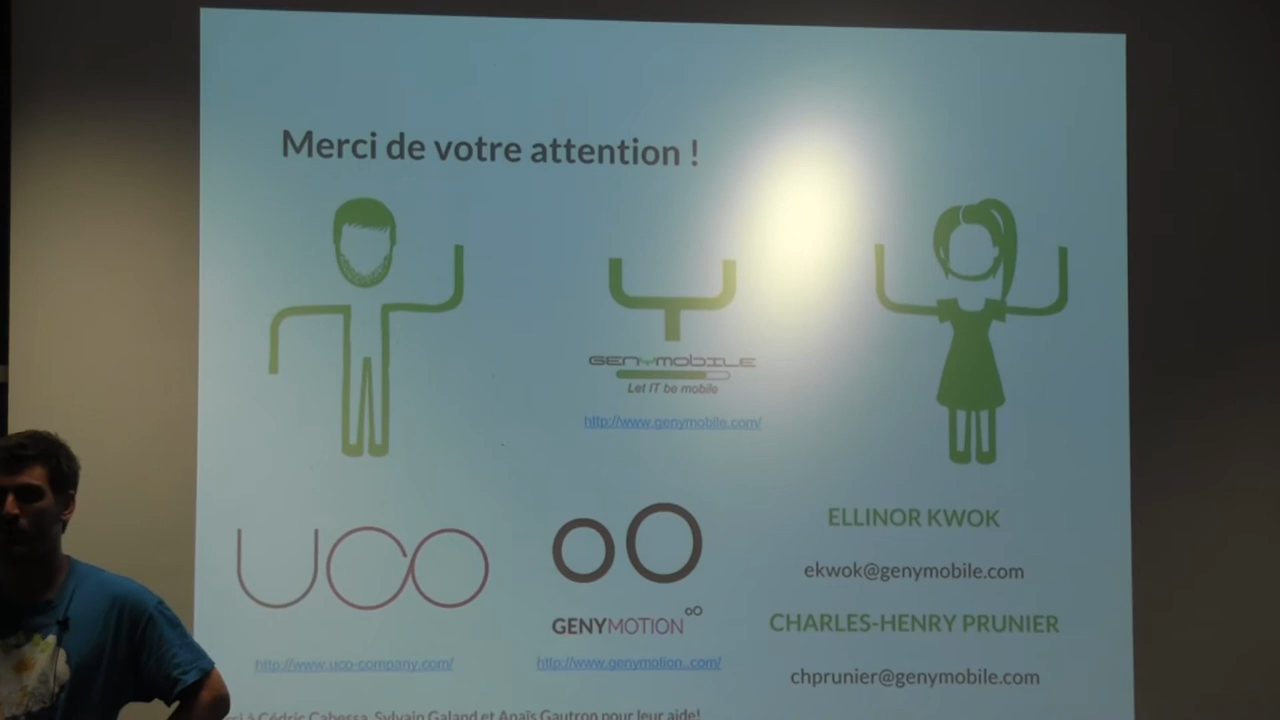 Merci de votre attention !
GENYMOBILE
Let IT be mobile
http://www.genymobile.com/
uco
http://www.uco-company.com/
oO
GENYMOTION oo
http://www.genymotion..com/
ELLINOR KWOK
ekwok@genymobile.com
CHARLES-HENRY PRUNIER
chprunier@genymobile.com
à Cédric Cabessa, Sylvain Galand et Anaïs Gautron pour leur aide!